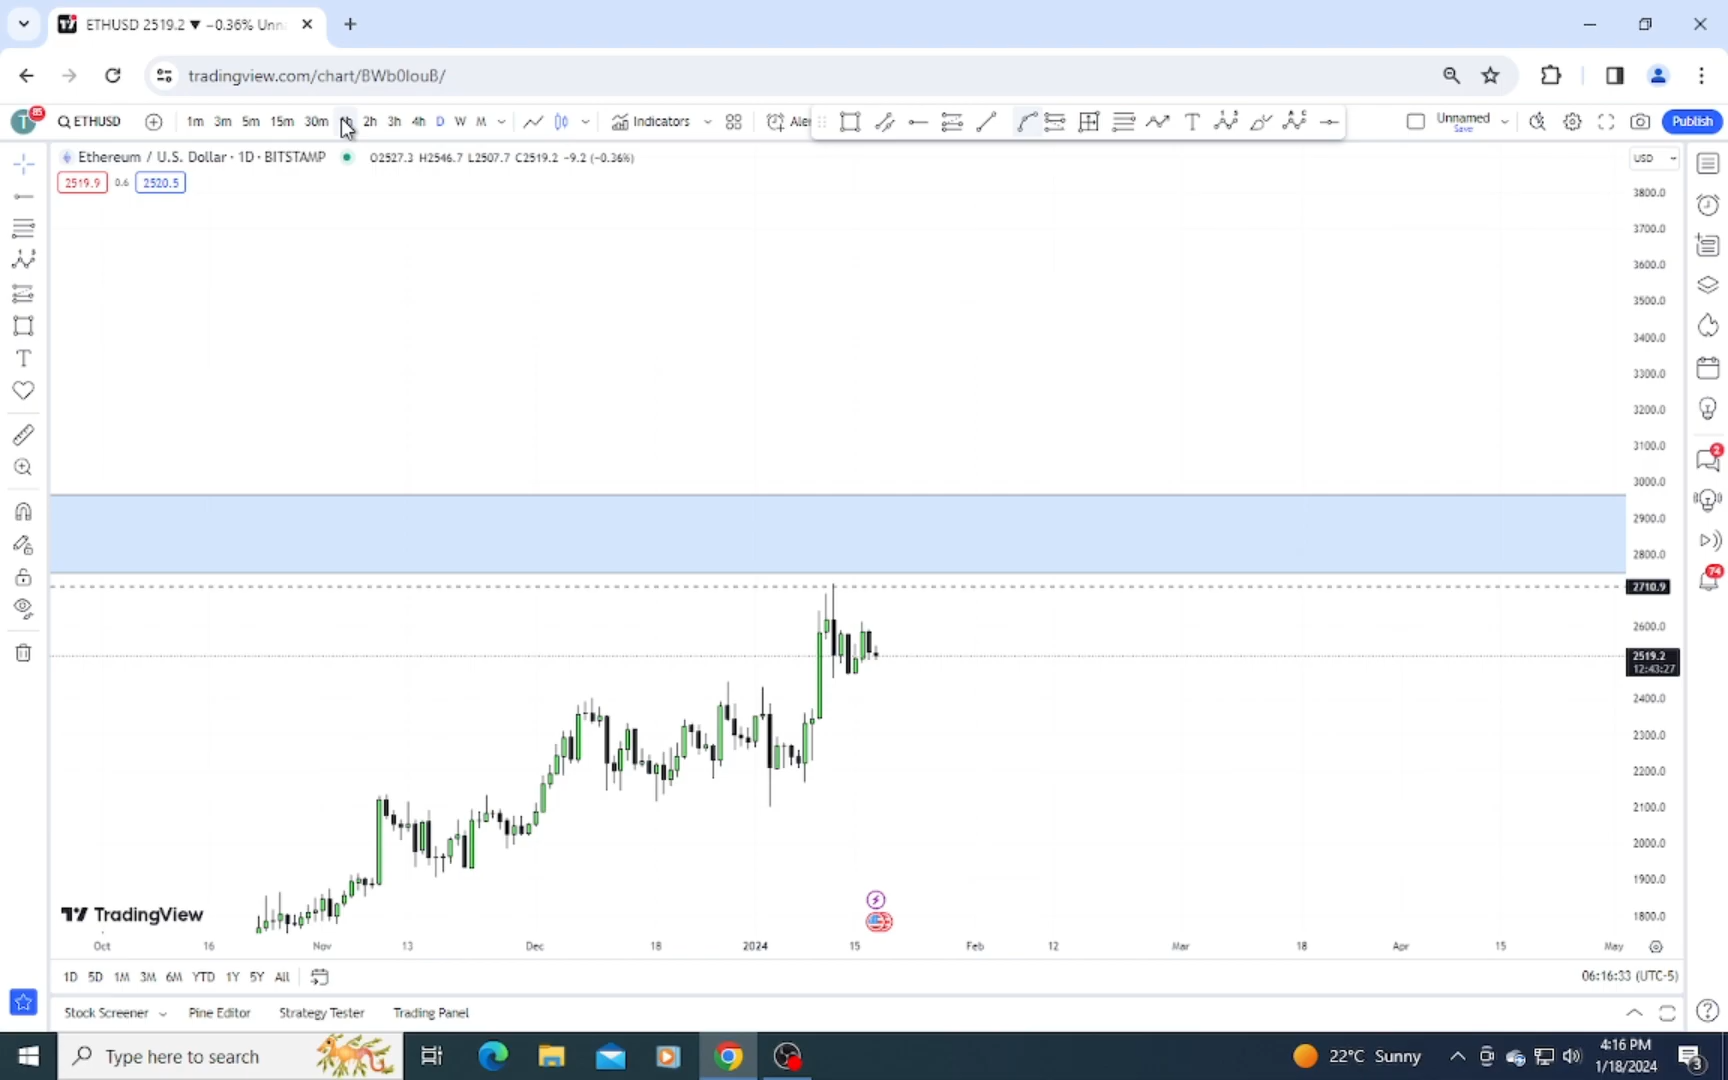 ETHUSD 2519.2 ▼ −0.36% Unn
tradingview.com/chart/BWb0IouB/
T 85 ETHUSD 1m 3m 5m 15m 30m 2h 3h 4h D W M Indicators Aler T Unnamed Save Publish
Ethereum / U.S. Dollar · 1D · BITSTAMP O2527.3 H2546.7 L2507.7 C2519.2 −9.2 (−0.36%) USD
2519.9 0.6 2520.5
3800.0
3700.0
3600.0
3500.0
3400.0
3300.0
3200.0
3100.0
3000.0
2900.0
2800.0
2710.9
2600.0
2519.2
12:43:27
2400.0
2300.0
2200.0
2100.0
2000.0
1900.0
1800.0
2
74
TradingView
Oct 16 Nov 13 Dec 18 2024 15 Feb 12 Mar 18 Apr 15 May
1D 5D 1M 3M 6M YTD 1Y 5Y All 06:16:33 (UTC-5)
Stock Screener Pine Editor Strategy Tester Trading Panel
Type here to search 22°C Sunny 4:16 PM
1/18/2024 3